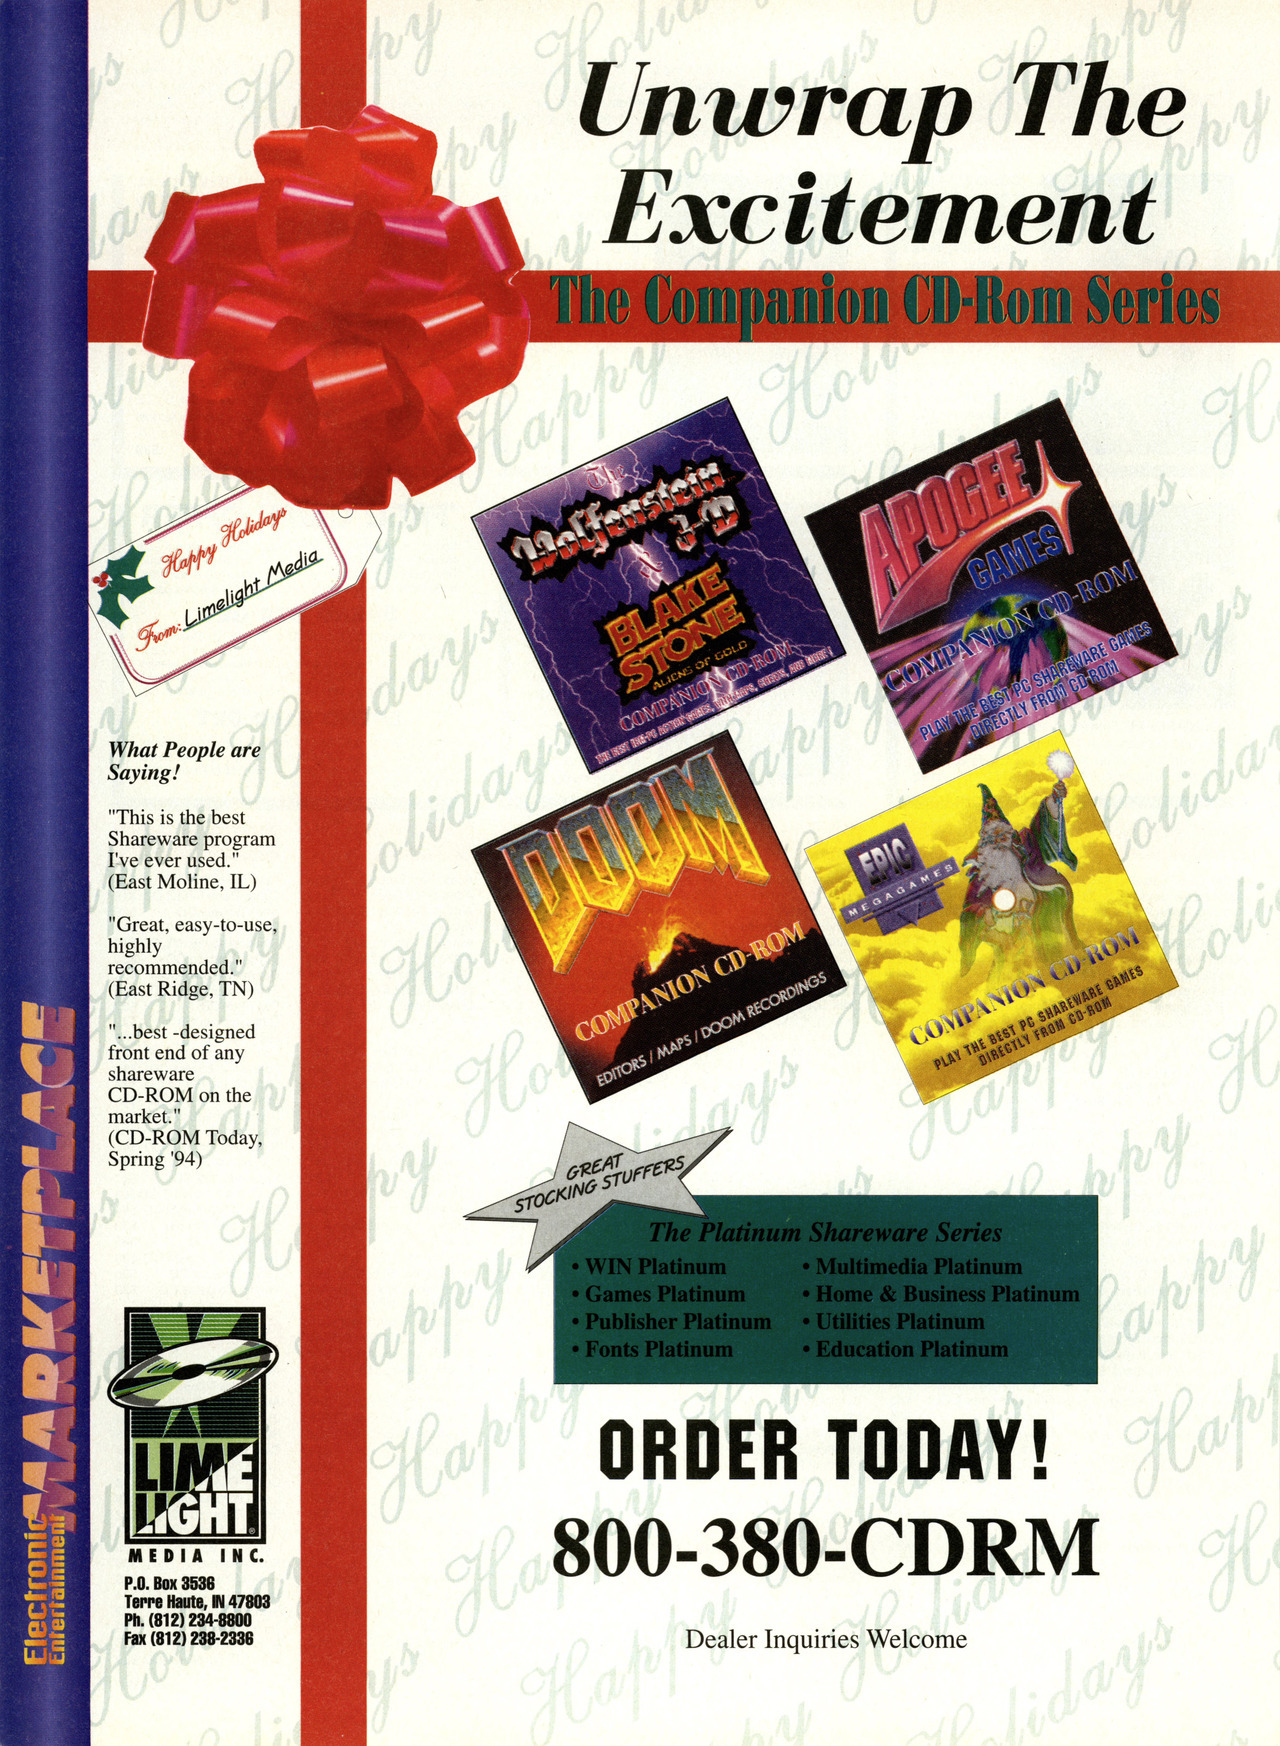 Unwrap The
Excitement
The Companion CD-Rom Series
Happy Holidays
From: Limelight Media
The
Wolfenstein
3-D
&
BLAKE
STONE
ALIENS OF GOLD
COMPANION CD-ROM
APOGEE
GAMES
COMPANION CD-ROM
PLAY THE BEST PC SHAREWARE GAMES
DIRECTLY FROM CD-ROM
DOOM
COMPANION CD-ROM
EDITORS / MAPS / DOOM RECORDINGS
EPIC
MEGAGAMES
COMPANION CD-ROM
PLAY THE BEST PC SHAREWARE GAMES
DIRECTLY FROM CD-ROM
What People are
Saying!
"This is the best
Shareware program
I've ever used."
(East Moline, IL)
"Great, easy-to-use,
highly
recommended."
(East Ridge, TN)
"...best -designed
front end of any
shareware
CD-ROM on the
market."
(CD-ROM Today,
Spring '94)
GREAT
STOCKING STUFFERS
The Platinum Shareware Series
• WIN Platinum
• Games Platinum
• Publisher Platinum
• Fonts Platinum
• Multimedia Platinum
• Home & Business Platinum
• Utilities Platinum
• Education Platinum
ORDER TODAY!
800-380-CDRM
Dealer Inquiries Welcome
LIME
LIGHT®
MEDIA INC.
P.O. Box 3536
Terre Haute, IN 47803
Ph. (812) 234-8800
Fax (812) 238-2336
Electronic
Entertainment
MARKETPLACE